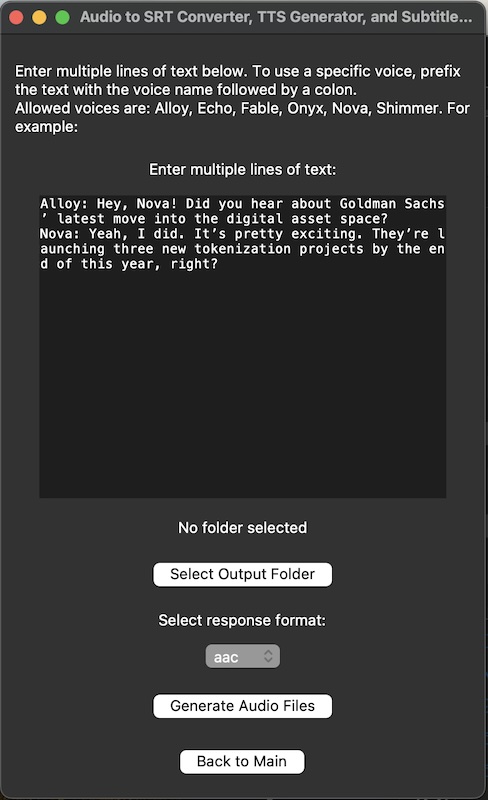 Audio to SRT Converter, TTS Generator, and Subtitle...
Enter multiple lines of text below. To use a specific voice, prefix
the text with the voice name followed by a colon.
Allowed voices are: Alloy, Echo, Fable, Onyx, Nova, Shimmer. For
example:
Enter multiple lines of text:
Alloy: Hey, Nova! Did you hear about Goldman Sachs
’ latest move into the digital asset space?
Nova: Yeah, I did. It’s pretty exciting. They’re l
aunching three new tokenization projects by the en
d of this year, right?
No folder selected
Select Output Folder
Select response format:
aac
Generate Audio Files
Back to Main